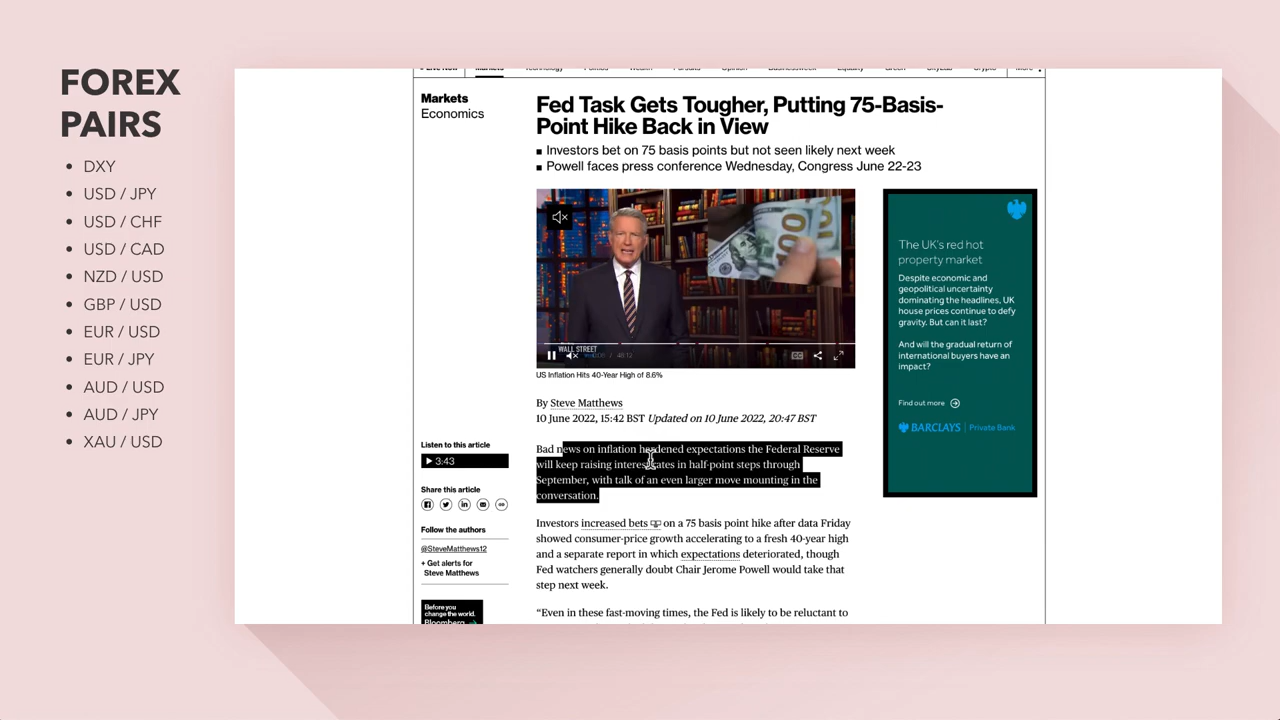 FOREX
PAIRS
• DXY
• USD / JPY
• USD / CHF
• USD / CAD
• NZD / USD
• GBP / USD
• EUR / USD
• EUR / JPY
• AUD / USD
• AUD / JPY
• XAU / USD
Markets
Economics
Fed Task Gets Tougher, Putting 75-Basis-
Point Hike Back in View
■ Investors bet on 75 basis points but not seen likely next week
■ Powell faces press conference Wednesday, Congress June 22-23
WALL STREET
48:12
CC
US Inflation Hits 40-Year High of 8.6%
By Steve Matthews
10 June 2022, 15:42 BST Updated on 10 June 2022, 20:47 BST
Listen to this article
3:43
Share this article
Follow the authors
@SteveMatthews12
+ Get alerts for
Steve Matthews
Before you
change the world.
Bloomberg
Bad news on inflation hardened expectations the Federal Reserve
will keep raising interest rates in half-point steps through
September, with talk of an even larger move mounting in the
conversation.
Investors increased bets on a 75 basis point hike after data Friday
showed consumer-price growth accelerating to a fresh 40-year high
and a separate report in which expectations deteriorated, though
Fed watchers generally doubt Chair Jerome Powell would take that
step next week.
“Even in these fast-moving times, the Fed is likely to be reluctant to
The UK's red hot
property market
Despite economic and
geopolitical uncertainty
dominating the headlines, UK
house prices continue to defy
gravity. But can it last?
And will the gradual return of
international buyers have an
impact?
Find out more
BARCLAYS | Private Bank